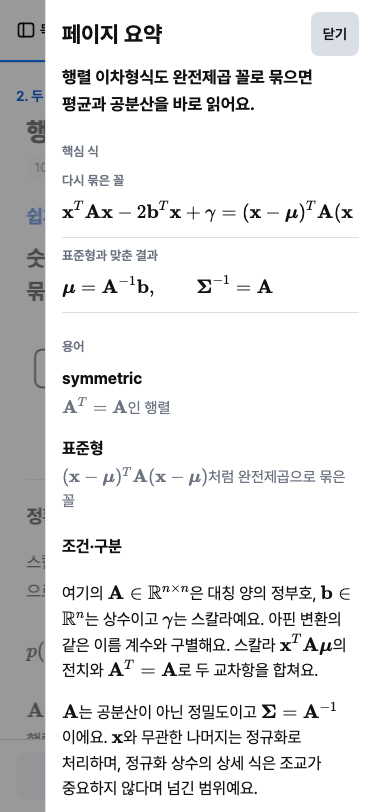 페이지 요약
닫기
행렬 이차형식도 완전제곱 꼴로 묶으면
평균과 공분산을 바로 읽어요.
핵심 식
다시 묶은 꼴
x^T Ax − 2b^T x + γ = (x − μ)^T A(x
표준형과 맞춘 결과
μ = A^{−1}b, Σ^{−1} = A
용어
symmetric
A^T = A인 행렬
표준형
(x − μ)^T A(x − μ)처럼 완전제곱으로 묶은
꼴
조건·구분
여기의 A ∈ ℝ^{n×n}은 대칭 양의 정부호, b ∈
ℝ^n는 상수이고 γ는 스칼라예요. 아핀 변환의
같은 이름 계수와 구별해요. 스칼라 x^T Aμ의
전치와 A^T = A로 두 교차항을 합쳐요.
A는 공분산이 아닌 정밀도이고 Σ = A^{−1}
이에요. x와 무관한 나머지는 정규화로
처리하며, 정규화 상수의 상세 식은 조교가
중요하지 않다며 넘긴 범위예요.
2. 두